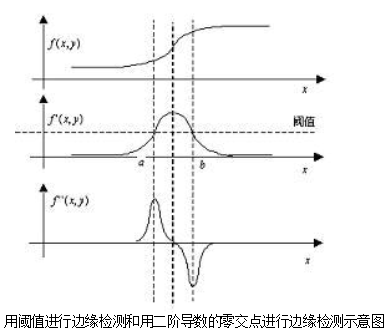 f(x,y)
x
f'(x,y)
阈值
a
b
x
f''(x,y)
x
用阈值进行边缘检测和用二阶导数的零交点进行边缘检测示意图